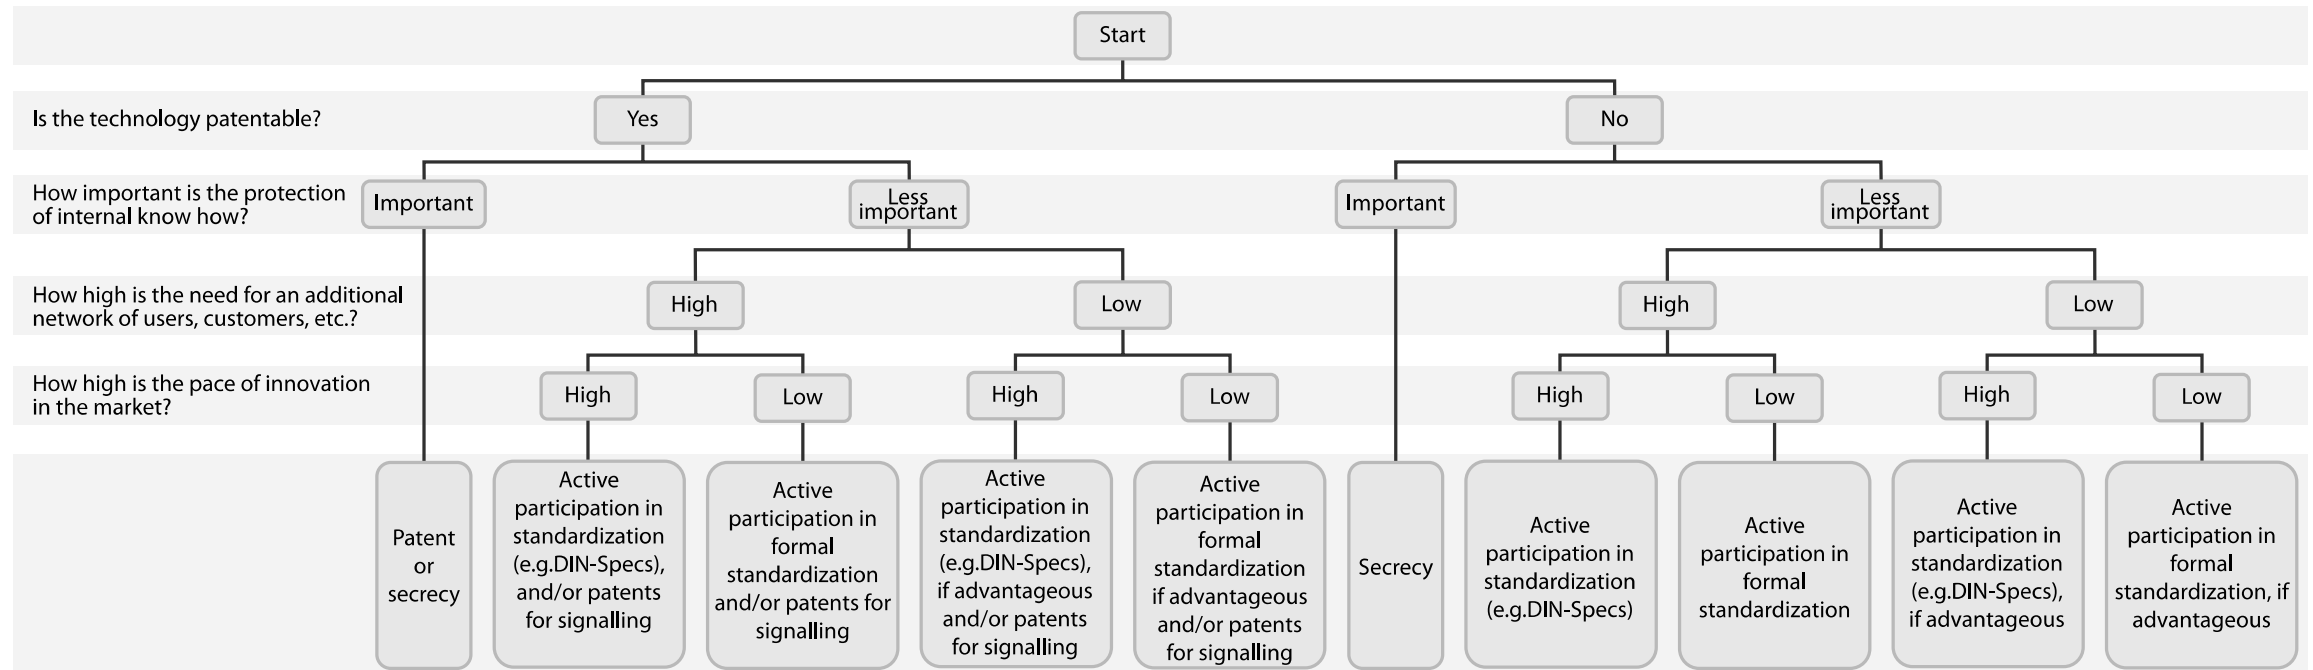 Start
Is the technology patentable?
Yes
No
How important is the protection
of internal know how?
Important
Less
important
Important
Less
important
How high is the need for an additional
network of users, customers, etc.?
High
Low
High
Low
How high is the pace of innovation
in the market?
High
Low
High
Low
High
Low
High
Low
Patent
or
secrecy
Active
participation in
standardization
(e.g.DIN-Specs),
and/or patents
for signalling
Active
participation in
formal
standardization
and/or patents for
signalling
Active
participation in
standardization
(e.g.DIN-Specs),
if advantageous
and/or patents
for signalling
Active
participation in
formal
standardization
if advantageous
and/or patents
for signalling
Secrecy
Active
participation in
standardization
(e.g.DIN-Specs)
Active
participation in
formal
standardization
Active
participation in
standardization
(e.g.DIN-Specs),
if advantageous
Active
participation in
formal
standardization, if
advantageous